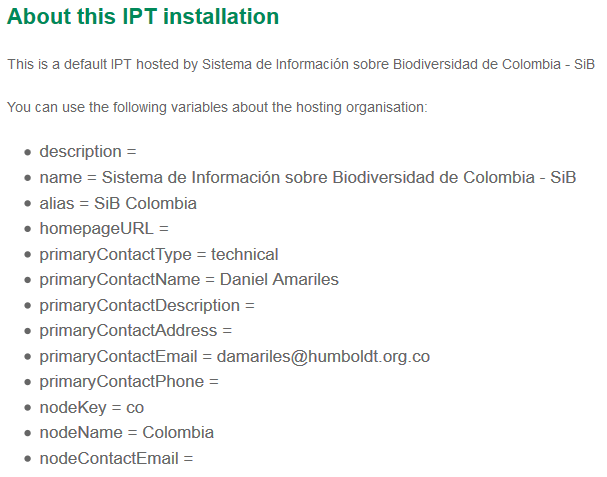 About this IPT installation
This is a default IPT hosted by Sistema de Información sobre Biodiversidad de Colombia - SiB
You can use the following variables about the hosting organisation:
description =
name = Sistema de Información sobre Biodiversidad de Colombia - SiB
alias = SiB Colombia
homepageURL =
primaryContactType = technical
primaryContactName = Daniel Amariles
primaryContactDescription =
primaryContactAddress =
primaryContactEmail = damariles@humboldt.org.co
primaryContactPhone =
nodeKey = co
nodeName = Colombia
nodeContactEmail =